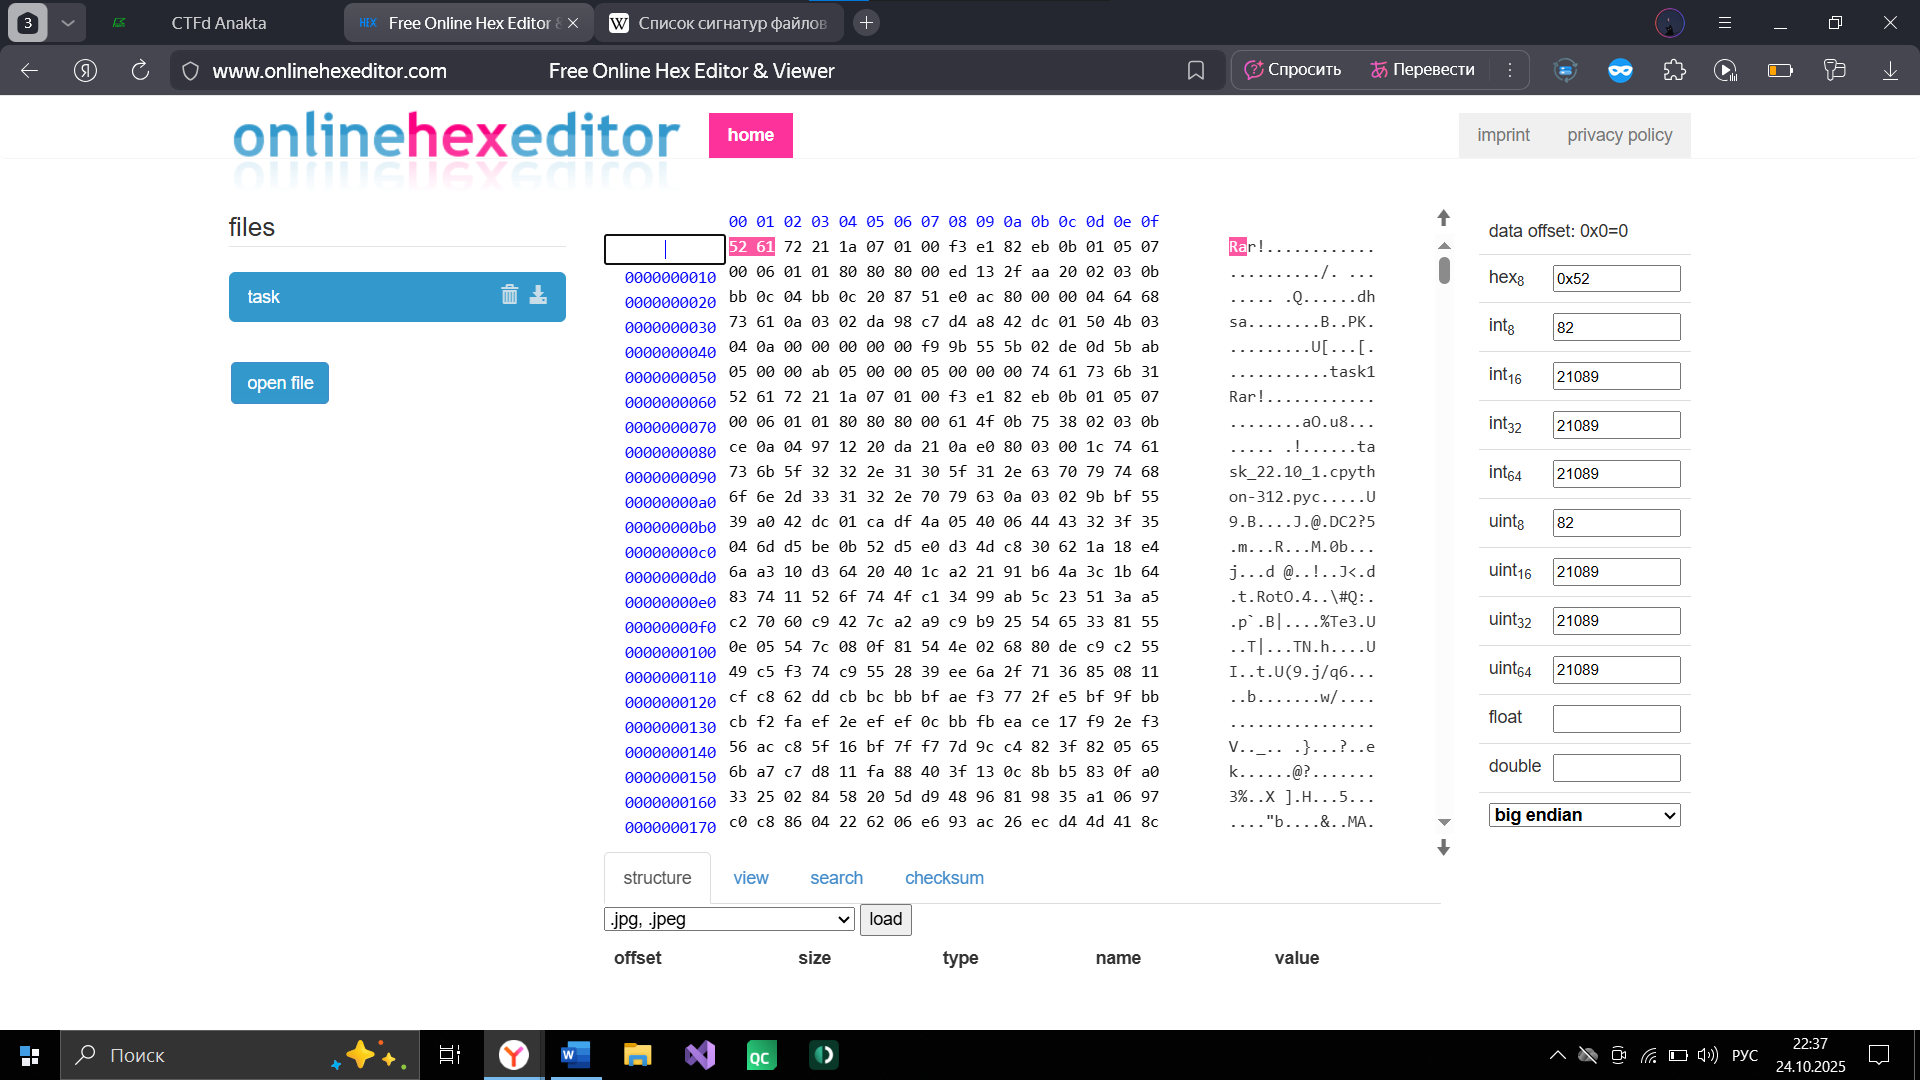 3
CTFd Anakta
HEX Free Online Hex Editor &
W Список сигнатур файлов
www.onlinehexeditor.com
Free Online Hex Editor & Viewer
Спросить
Перевести
onlinehexeditor
home
imprint
privacy policy
files
task
open file
00 01 02 03 04 05 06 07 08 09 0a 0b 0c 0d 0e 0f
52 61 72 21 1a 07 01 00 f3 e1 82 eb 0b 01 05 07 Rar!............
0000000010 00 06 01 01 80 80 80 00 ed 13 2f aa 20 02 03 0b ........../. ...
0000000020 bb 0c 04 bb 0c 20 87 51 e0 ac 80 00 00 04 64 68 ..... .Q......dh
0000000030 73 61 0a 03 02 da 98 c7 d4 a8 42 dc 01 50 4b 03 sa........B..PK.
0000000040 04 0a 00 00 00 00 00 f9 9b 55 5b 02 de 0d 5b ab .........U[...[.
0000000050 05 00 00 ab 05 00 00 05 00 00 00 74 61 73 6b 31 ...........task1
0000000060 52 61 72 21 1a 07 01 00 f3 e1 82 eb 0b 01 05 07 Rar!............
0000000070 00 06 01 01 80 80 80 00 61 4f 0b 75 38 02 03 0b ........aO.u8...
0000000080 ce 0a 04 97 12 20 da 21 0a e0 80 03 00 1c 74 61 ..... .!......ta
0000000090 73 6b 5f 32 32 2e 31 30 5f 31 2e 63 70 79 74 68 sk_22.10_1.cpyth
00000000a0 6f 6e 2d 33 31 32 2e 70 79 63 0a 03 02 9b bf 55 on-312.pyc.....U
00000000b0 39 a0 42 dc 01 ca df 4a 05 40 06 44 43 32 3f 35 9.B....J.@.DC2?5
00000000c0 04 6d d5 be 0b 52 d5 e0 d3 4d c8 30 62 1a 18 e4 .m...R...M.0b...
00000000d0 6a a3 10 d3 64 20 40 1c a2 21 91 b6 4a 3c 1b 64 j...d @..!..J<.d
00000000e0 83 74 11 52 6f 74 4f c1 34 99 ab 5c 23 51 3a a5 .t.RotO.4..\#Q:.
00000000f0 c2 70 60 c9 42 7c a2 a9 c9 b9 25 54 65 33 81 55 .p`.B|....%Te3.U
0000000100 0e 05 54 7c 08 0f 81 54 4e 02 68 80 de c9 c2 55 ..T|...TN.h....U
0000000110 49 c5 f3 74 c9 55 28 39 ee 6a 2f 71 36 85 08 11 I..t.U(9.j/q6...
0000000120 cf c8 62 dd cb bc bb bf ae f3 77 2f e5 bf 9f bb ..b.......w/....
0000000130 cb f2 fa ef 2e ef ef 0c bb fb ea ce 17 f9 2e f3 ................
0000000140 56 ac c8 5f 16 bf 7f f7 7d 9c c4 82 3f 82 05 65 V.._.. .}...?..e
0000000150 6b a7 c7 d8 11 fa 88 40 3f 13 0c 8b b5 83 0f a0 k......@?.......
0000000160 33 25 02 84 58 20 5d d9 48 96 81 98 35 a1 06 97 3%..X ].H...5...
0000000170 c0 c8 86 04 22 62 06 e6 93 ac 26 ec d4 4d 41 8c ...."b....&..MA.
data offset: 0x0=0
hex8 0x52
int8 82
int16 21089
int32 21089
int64 21089
uint8 82
uint16 21089
uint32 21089
uint64 21089
float
double
big endian
structure view search checksum
.jpg, .jpeg load
offset size type name value
Поиск
QC
РУС
22:37
24.10.2025